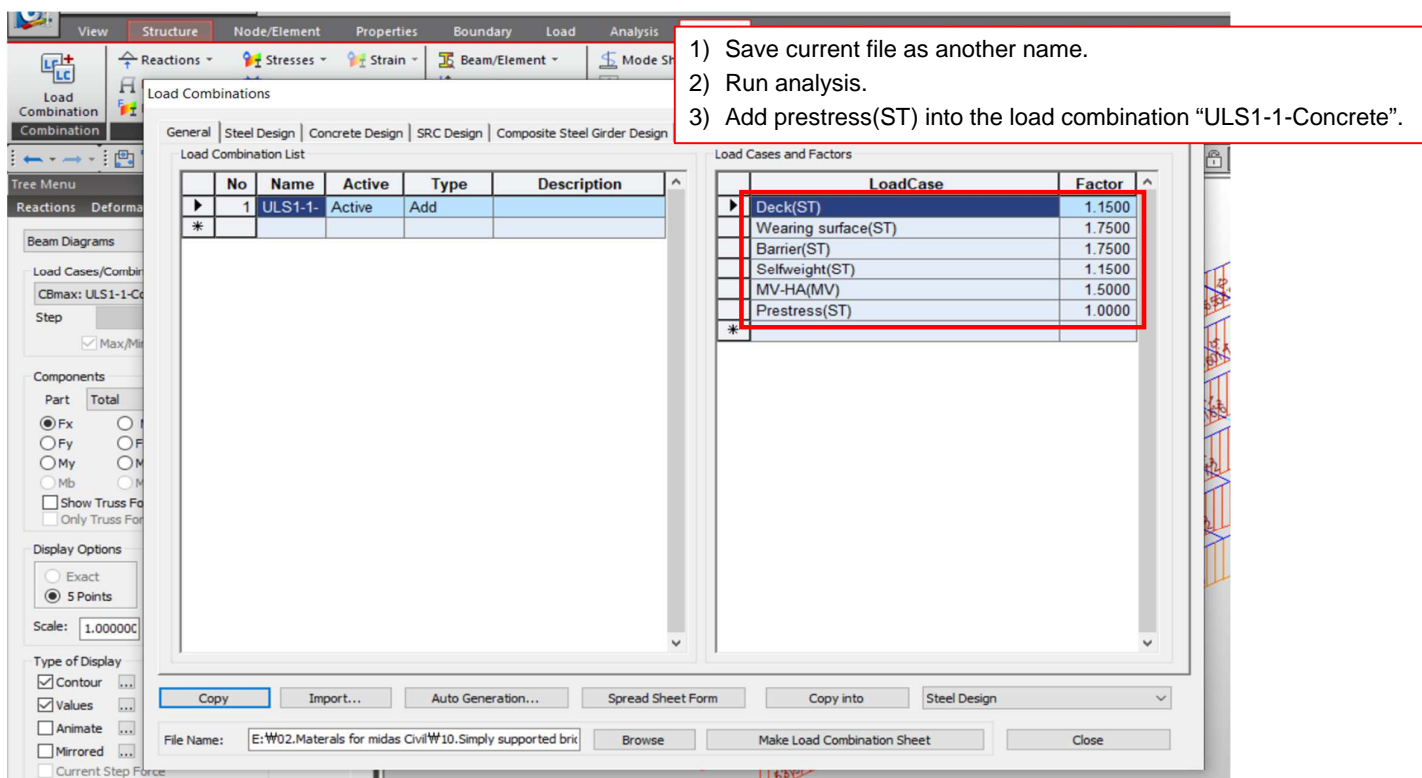 View Structure Node/Element Properties Boundary Load Analysis
1) Save current file as another name.
2) Run analysis.
3) Add prestress(ST) into the load combination “ULS1-1-Concrete”.
Reactions Stresses Strain Beam/Element Mode Sh
Load
Combination
Combination
Load Combinations
General Steel Design Concrete Design SRC Design Composite Steel Girder Design
Tree Menu
Reactions Deforma
Beam Diagrams
Load Cases/Combin
CBmax: ULS1-1-Co
Step
Max/Min
Components
Part Total
Fx
Fy F
My M
Mb M
Show Truss Fo
Only Truss For
Display Options
Exact
5 Points
Scale: 1.00000C
Type of Display
Contour ...
Values ...
Animate ...
Mirrored ...
Current Step Force
Load Combination List
No Name Active Type Description
1 ULS1-1- Active Add
Load Cases and Factors
LoadCase Factor
Deck(ST) 1.1500
Wearing surface(ST) 1.7500
Barrier(ST) 1.7500
Selfweight(ST) 1.1500
MV-HA(MV) 1.5000
Prestress(ST) 1.0000
Copy Import... Auto Generation... Spread Sheet Form Copy into Steel Design
File Name: E:₩02.Materals for midas Civil₩10.Simply supported bric Browse Make Load Combination Sheet Close